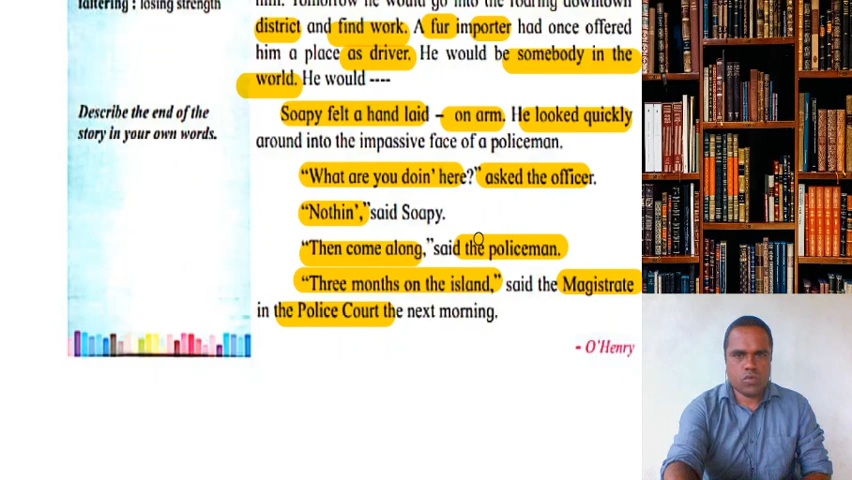 faltering : losing strength
him. Tomorrow he would go into the roaring downtown
district and find work. A fur importer had once offered
him a place as driver. He would be somebody in the
world. He would ----
Describe the end of the
story in your own words.
Soapy felt a hand laid – on arm. He looked quickly
around into the impassive face of a policeman.
“What are you doin’ here?” asked the officer.
“Nothin’,”said Soapy.
“Then come along,”said the policeman.
“Three months on the island,” said the Magistrate
in the Police Court the next morning.
- O’Henry